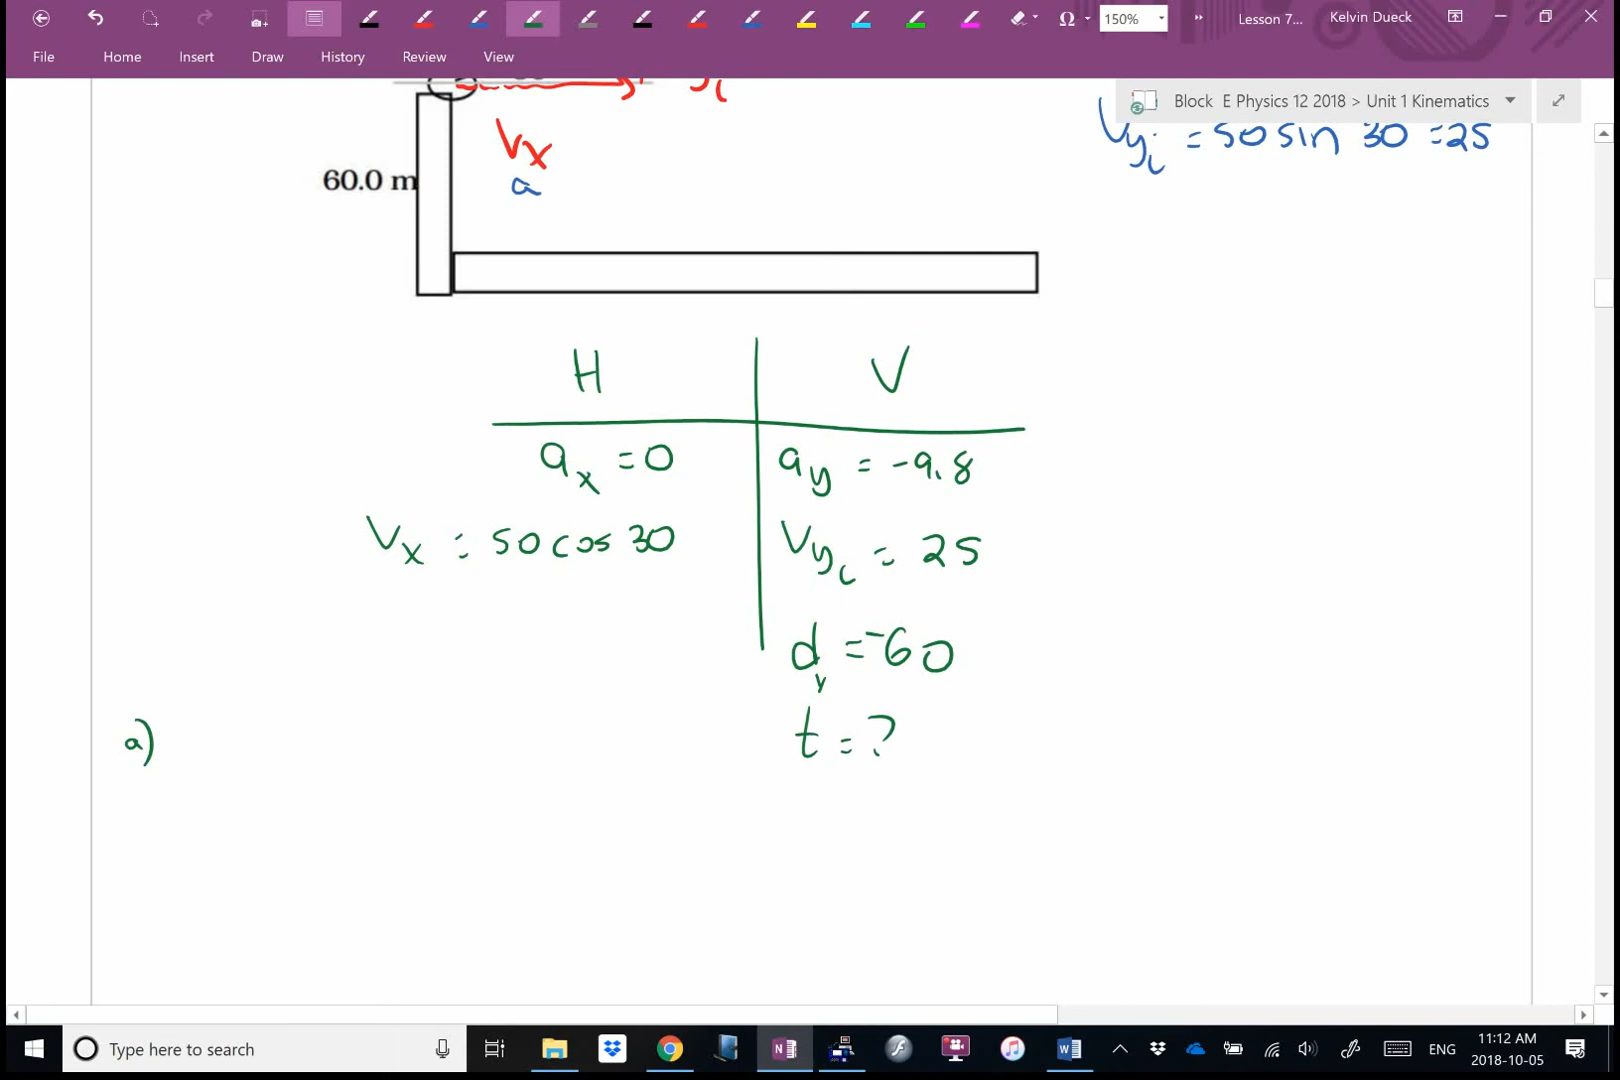 150%
Lesson 7...
Kelvin Dueck
File
Home
Insert
Draw
History
Review
View
Block E Physics 12 2018 > Unit 1 Kinematics
Vx
a
Vyi = 50 sin 30 = 25
60.0 m
H
V
ax = 0
ay = -9.8
Vx = 50 cos 30
Vyi = 25
dy = -60
t = ?
a)
Type here to search
ENG
11:12 AM
2018-10-05